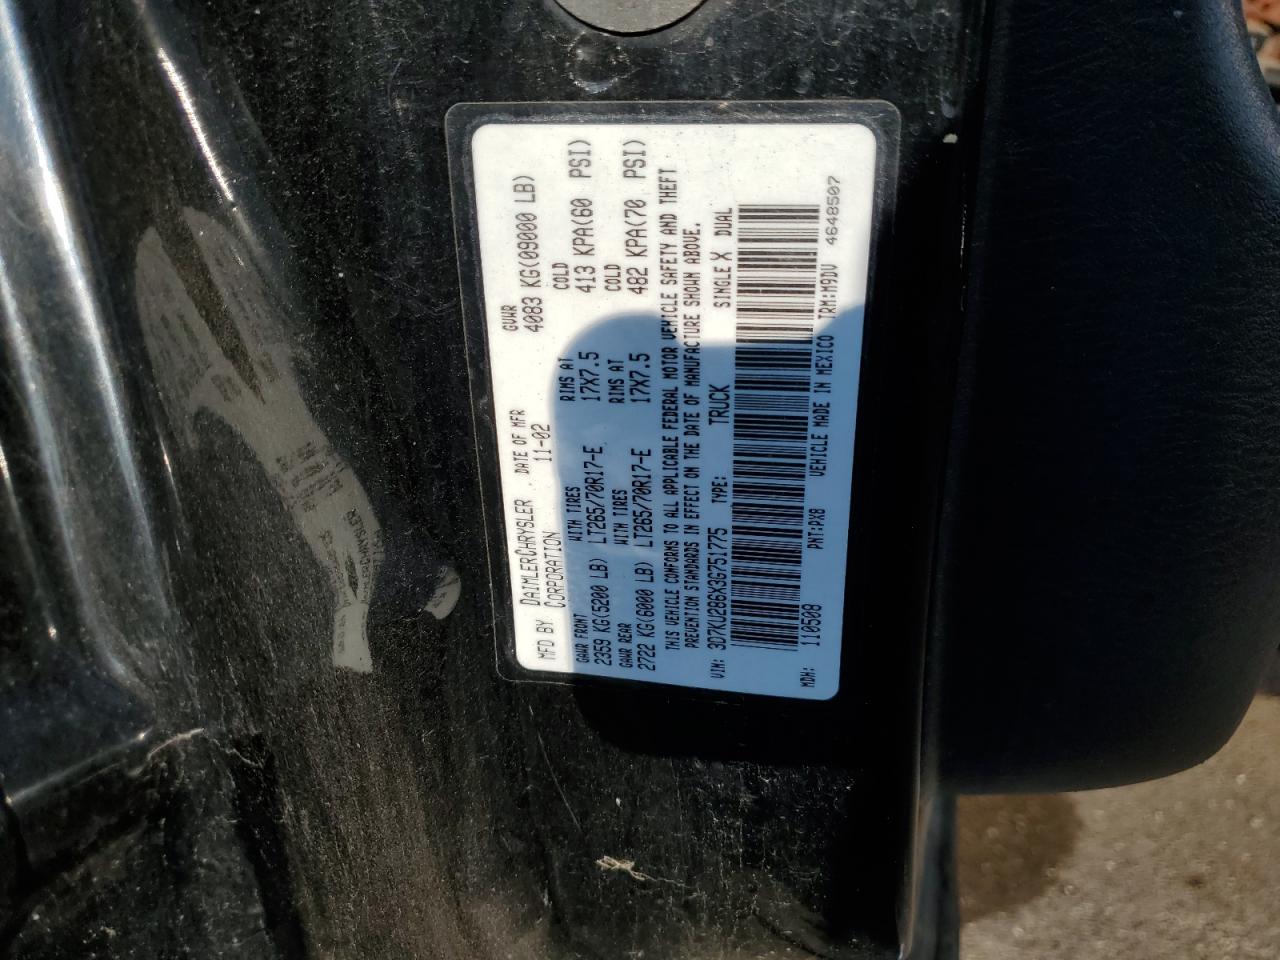 MFD BY DAIMLERCHRYSLER CORPORATION
DATE OF MFR 11-02
GVWR 4083 KG(09000 LB)
GAWR FRONT WITH TIRES RIMS AT COLD
2359 KG(5200 LB) LT265/70R17-E 17X7.5 413 KPA(60 PSI)
GAWR REAR WITH TIRES RIMS AT COLD
2722 KG(6000 LB) LT265/70R17-E 17X7.5 482 KPA(70 PSI)
THIS VEHICLE CONFORMS TO ALL APPLICABLE FEDERAL MOTOR VEHICLE SAFETY AND THEFT
PREVENTION STANDARDS IN EFFECT ON THE DATE OF MANUFACTURE SHOWN ABOVE.
VIN: 3D7KU286X3G751775 TYPE: TRUCK SINGLE X DUAL
MDH: 110508 PNT:PX8 VEHICLE MADE IN MEXICO TRM:M9DV 4648507